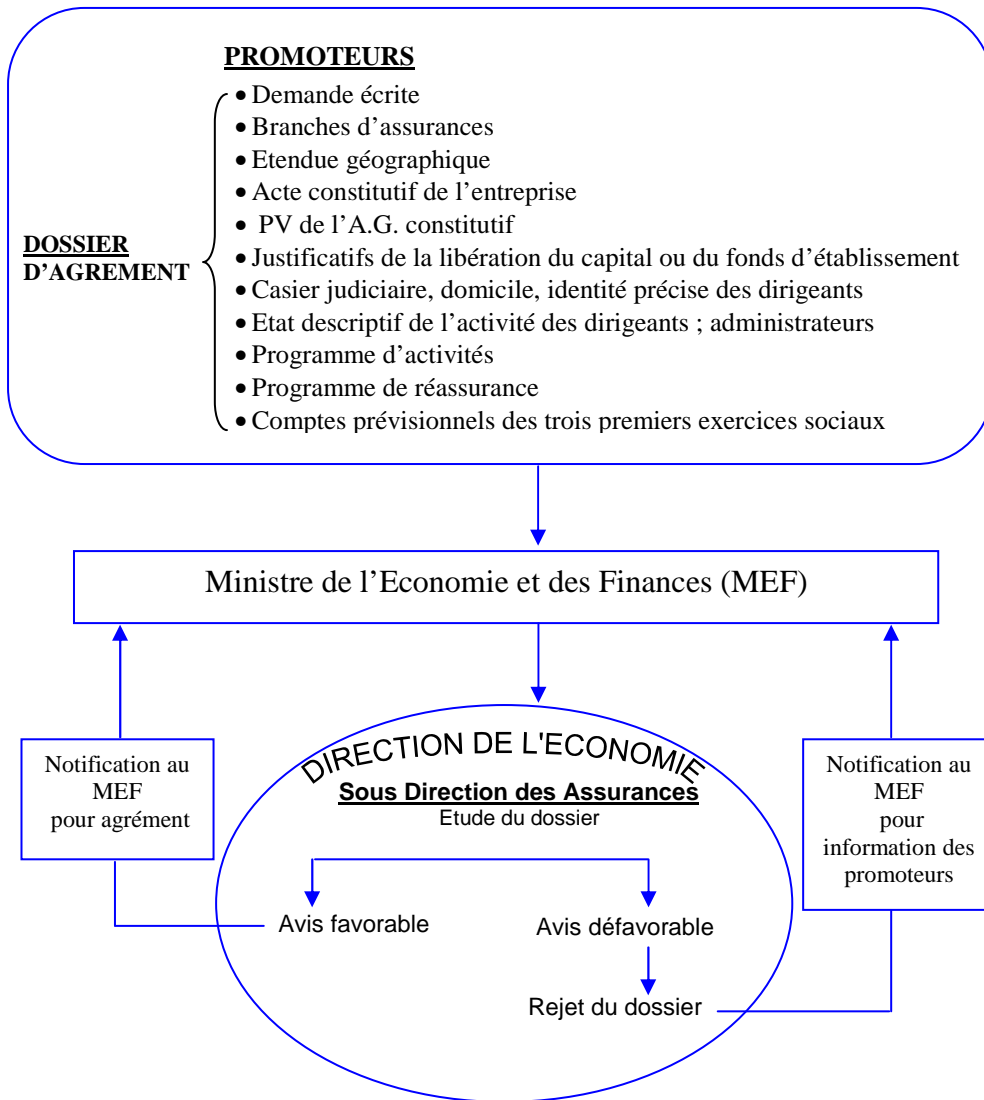 PROMOTEURS
• Demande écrite
• Branches d’assurances
• Etendue géographique
• Acte constitutif de l’entreprise
• PV de l’A.G. constitutif
DOSSIER
D’AGREMENT
• Justificatifs de la libération du capital ou du fonds d’établissement
• Casier judiciaire, domicile, identité précise des dirigeants
• Etat descriptif de l’activité des dirigeants ; administrateurs
• Programme d’activités
• Programme de réassurance
• Comptes prévisionnels des trois premiers exercices sociaux
Ministre de l’Economie et des Finances (MEF)
Notification au
MEF
pour agrément
DIRECTION DE L'ECONOMIE
Sous Direction des Assurances
Etude du dossier
Avis favorable
Avis défavorable
Rejet du dossier
Notification au
MEF
pour
information des
promoteurs